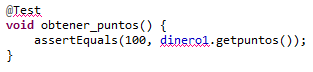 @Test
void obtener_puntos() {
    assertEquals(100, dinero1.getpuntos());
}